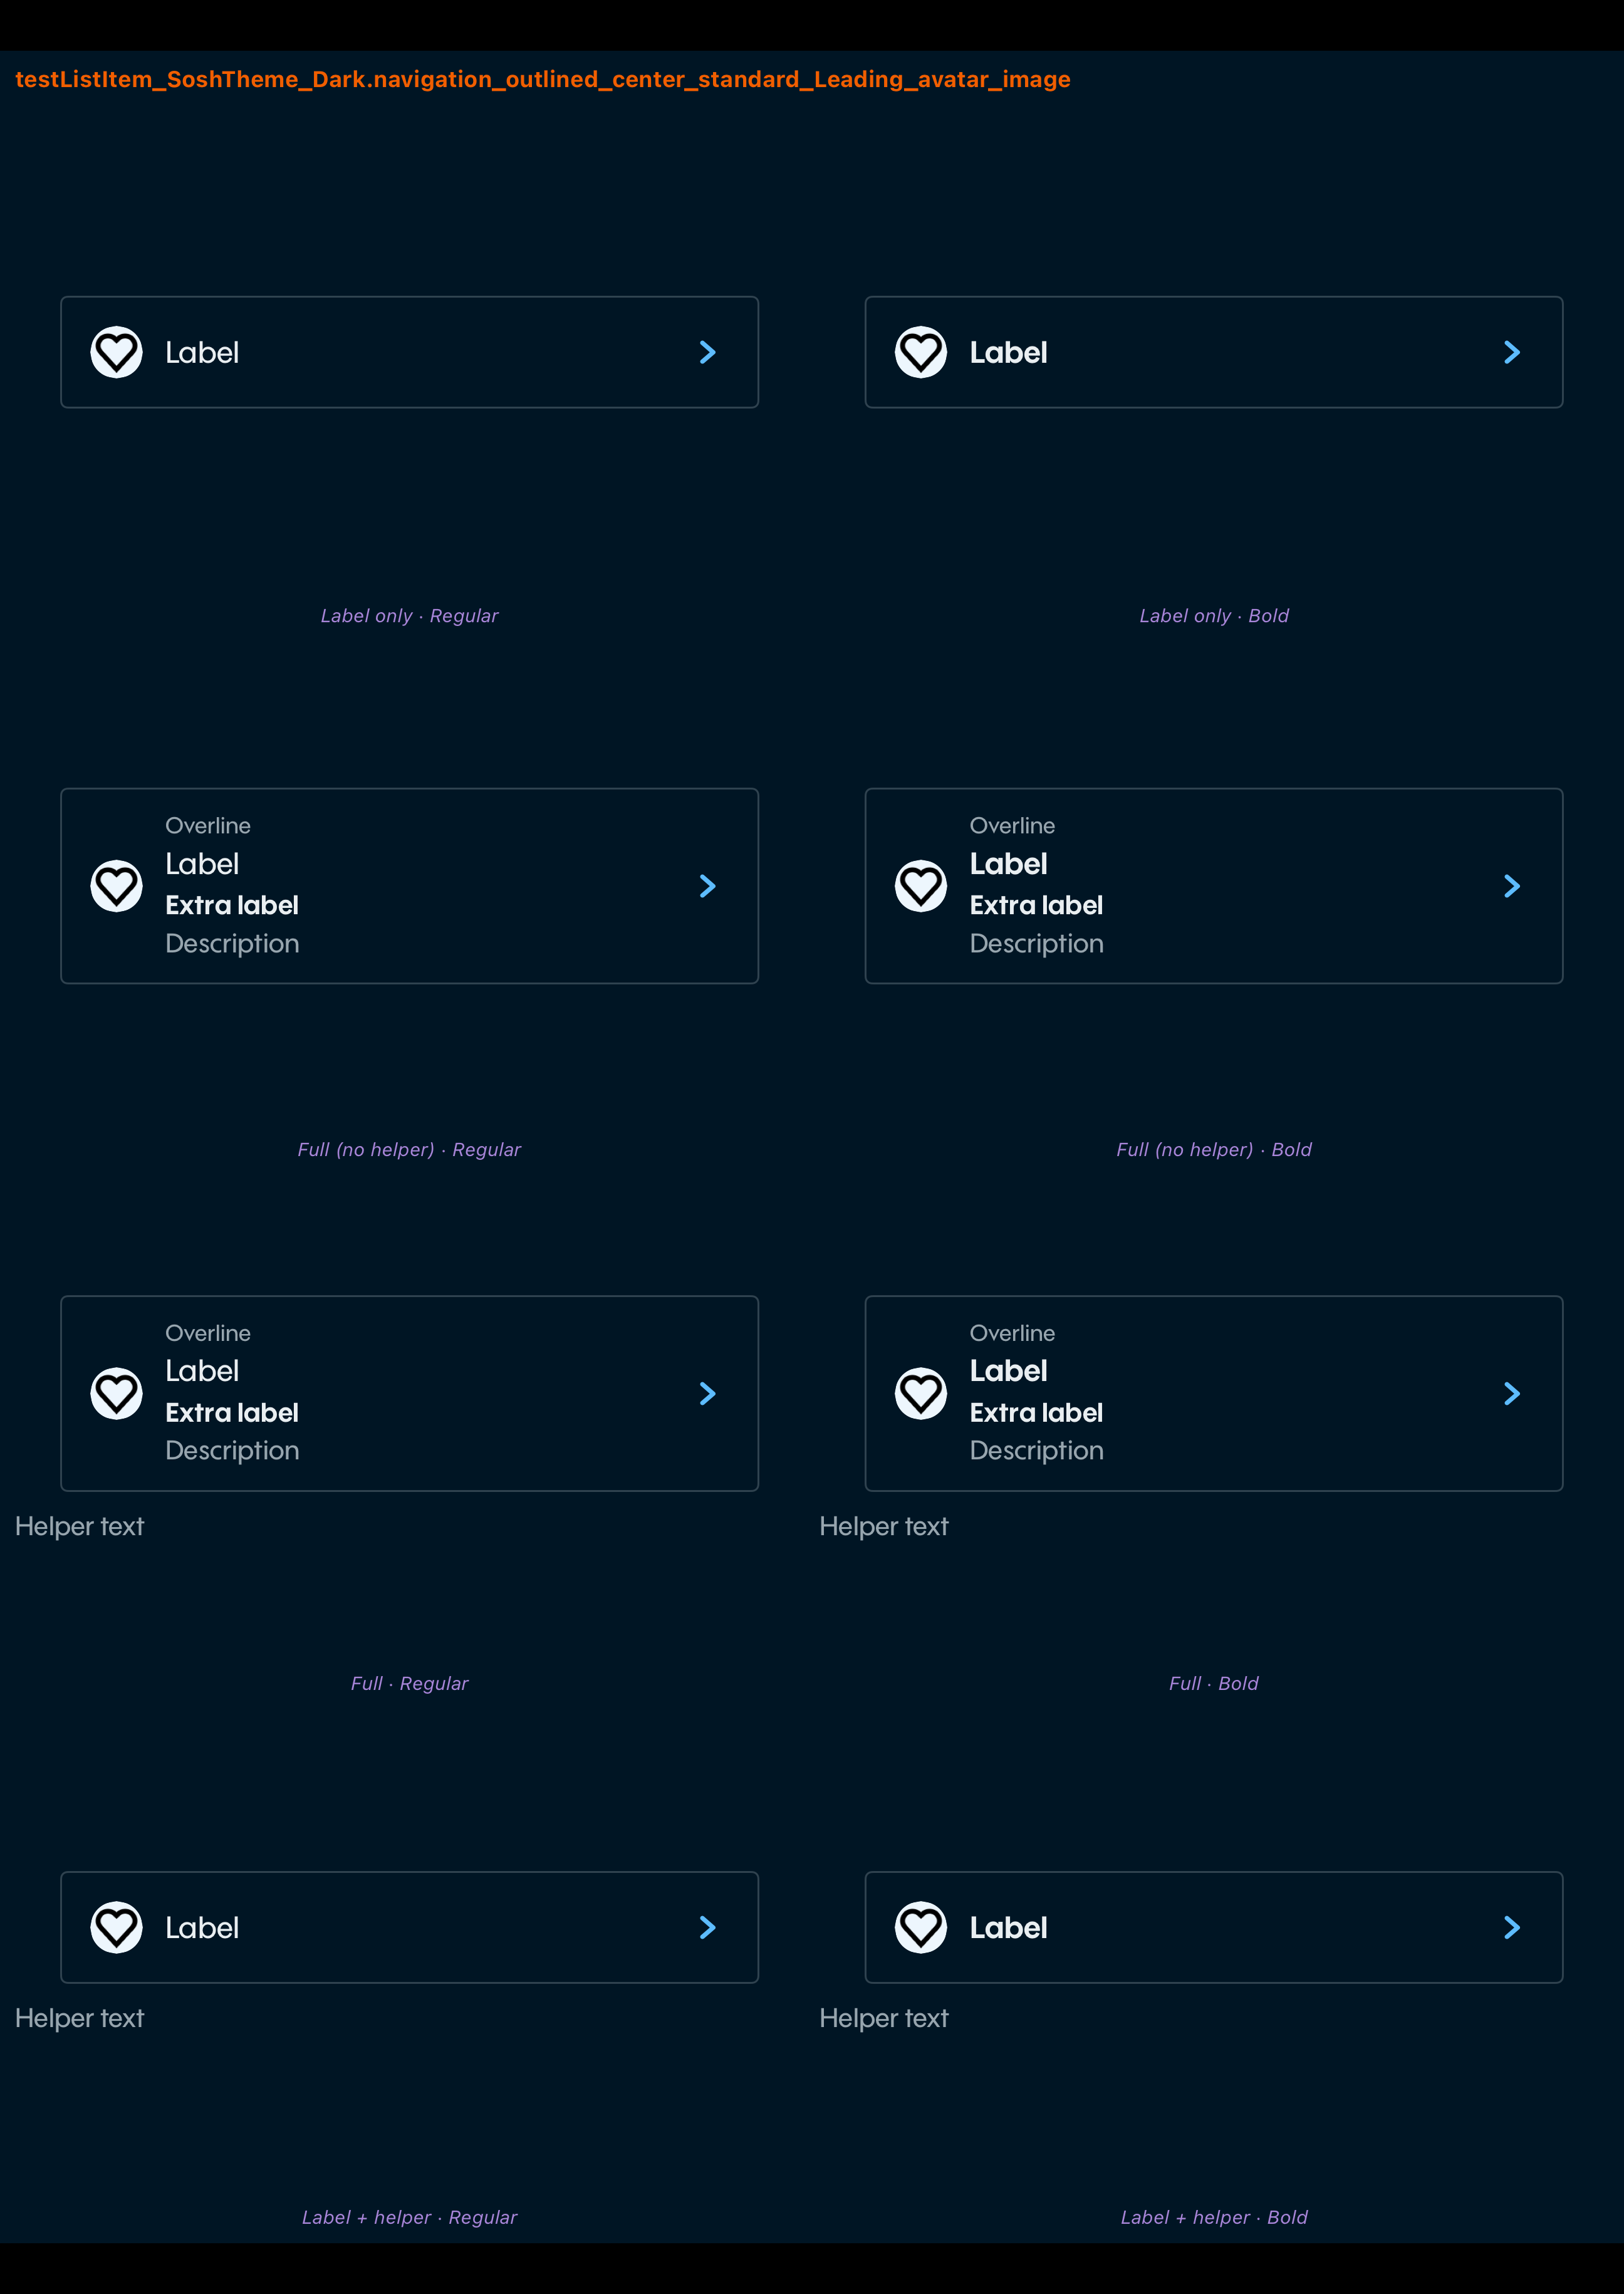 testListItem_SoshTheme_Dark.navigation_outlined_center_standard_Leading_avatar_image
Label
Label
Label only · Regular
Label only · Bold
Overline
Label
Extra label
Description
Overline
Label
Extra label
Description
Full (no helper) · Regular
Full (no helper) · Bold
Overline
Label
Extra label
Description
Helper text
Overline
Label
Extra label
Description
Helper text
Full · Regular
Full · Bold
Label
Helper text
Label
Helper text
Label + helper · Regular
Label + helper · Bold